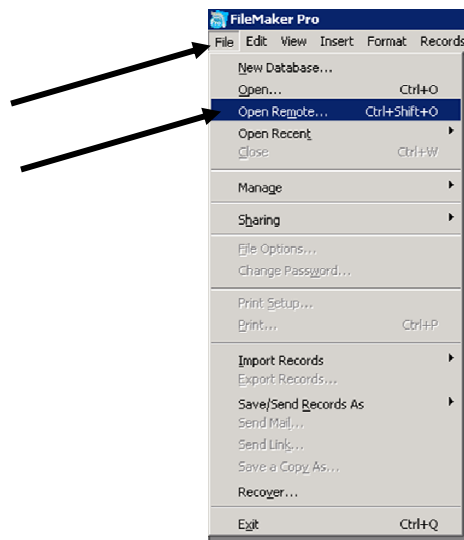 FileMaker Pro
File Edit View Insert Format Records
New Database...
Open... Ctrl+O
Open Remote... Ctrl+Shift+O
Open Recent
Close Ctrl+W
Manage
Sharing
File Options...
Change Password...
Print Setup...
Print... Ctrl+P
Import Records
Export Records...
Save/Send Records As
Send Mail...
Send Link...
Save a Copy As...
Recover...
Exit Ctrl+Q